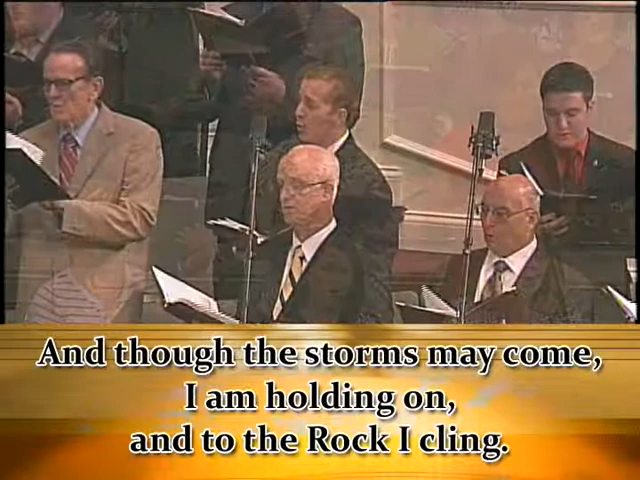 And though the storms may come,
I am holding on,
and to the Rock I cling.